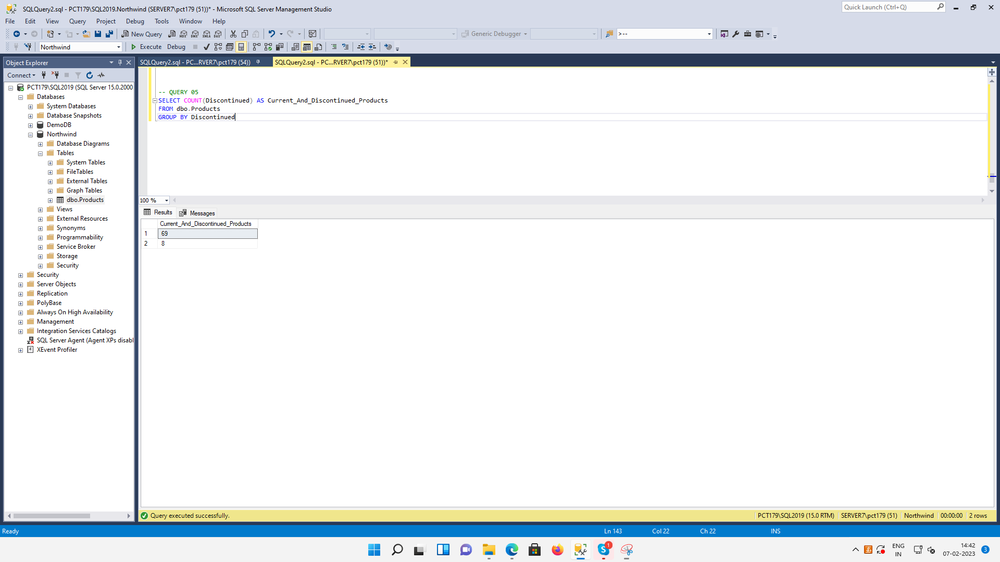 SQLQuery2.sql - PCT179\SQL2019.Northwind (SERVER7\pct179 (51))* - Microsoft SQL Server Management Studio
Quick Launch (Ctrl+Q)
File Edit View Query Project Debug Tools Window Help
New Query
MDX DMX XMLA DAX
Generic Debugger
>--
Northwind
Execute Debug
Object Explorer
SQLQuery2.sql - PC...RVER7\pct179 (54))
SQLQuery2.sql - PC...RVER7\pct179 (51))*
Connect
PCT179\SQL2019 (SQL Server 15.0.2000
Databases
System Databases
Database Snapshots
DemoDB
Northwind
Database Diagrams
Tables
System Tables
FileTables
External Tables
Graph Tables
dbo.Products
Views
External Resources
Synonyms
Programmability
Service Broker
Storage
Security
Security
Server Objects
Replication
PolyBase
Always On High Availability
Management
Integration Services Catalogs
SQL Server Agent (Agent XPs disabl
XEvent Profiler
-- QUERY 05
SELECT COUNT(Discontinued) AS Current_And_Discontinued_Products
FROM dbo.Products
GROUP BY Discontinued
100 %
Results Messages
Current_And_Discontinued_Products
1 69
2 8
Query executed successfully.
PCT179\SQL2019 (15.0 RTM) SERVER7\pct179 (51) Northwind 00:00:00 2 rows
Ready Ln 143 Col 22 Ch 22 INS
S 1
ENG
IN
14:42
07-02-2023
3